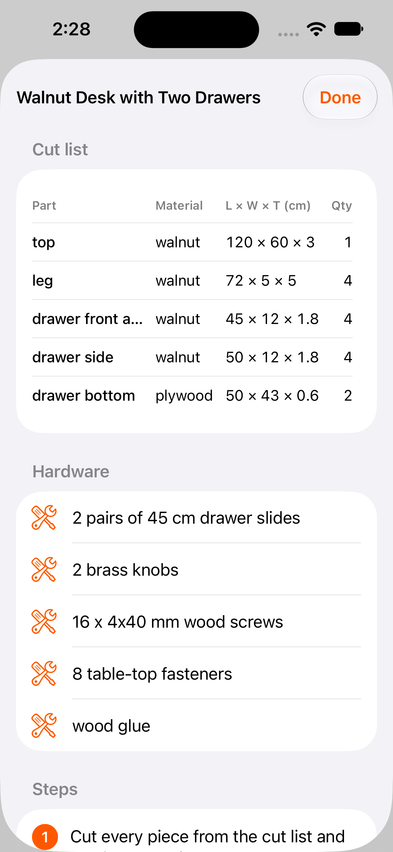 2:28
Walnut Desk with Two Drawers
Done
Cut list
Part Material L × W × T (cm) Qty
top walnut 120 × 60 × 3 1
leg walnut 72 × 5 × 5 4
drawer front a... walnut 45 × 12 × 1.8 4
drawer side walnut 50 × 12 × 1.8 4
drawer bottom plywood 50 × 43 × 0.6 2
Hardware
2 pairs of 45 cm drawer slides
2 brass knobs
16 x 4x40 mm wood screws
8 table-top fasteners
wood glue
Steps
1 Cut every piece from the cut list and